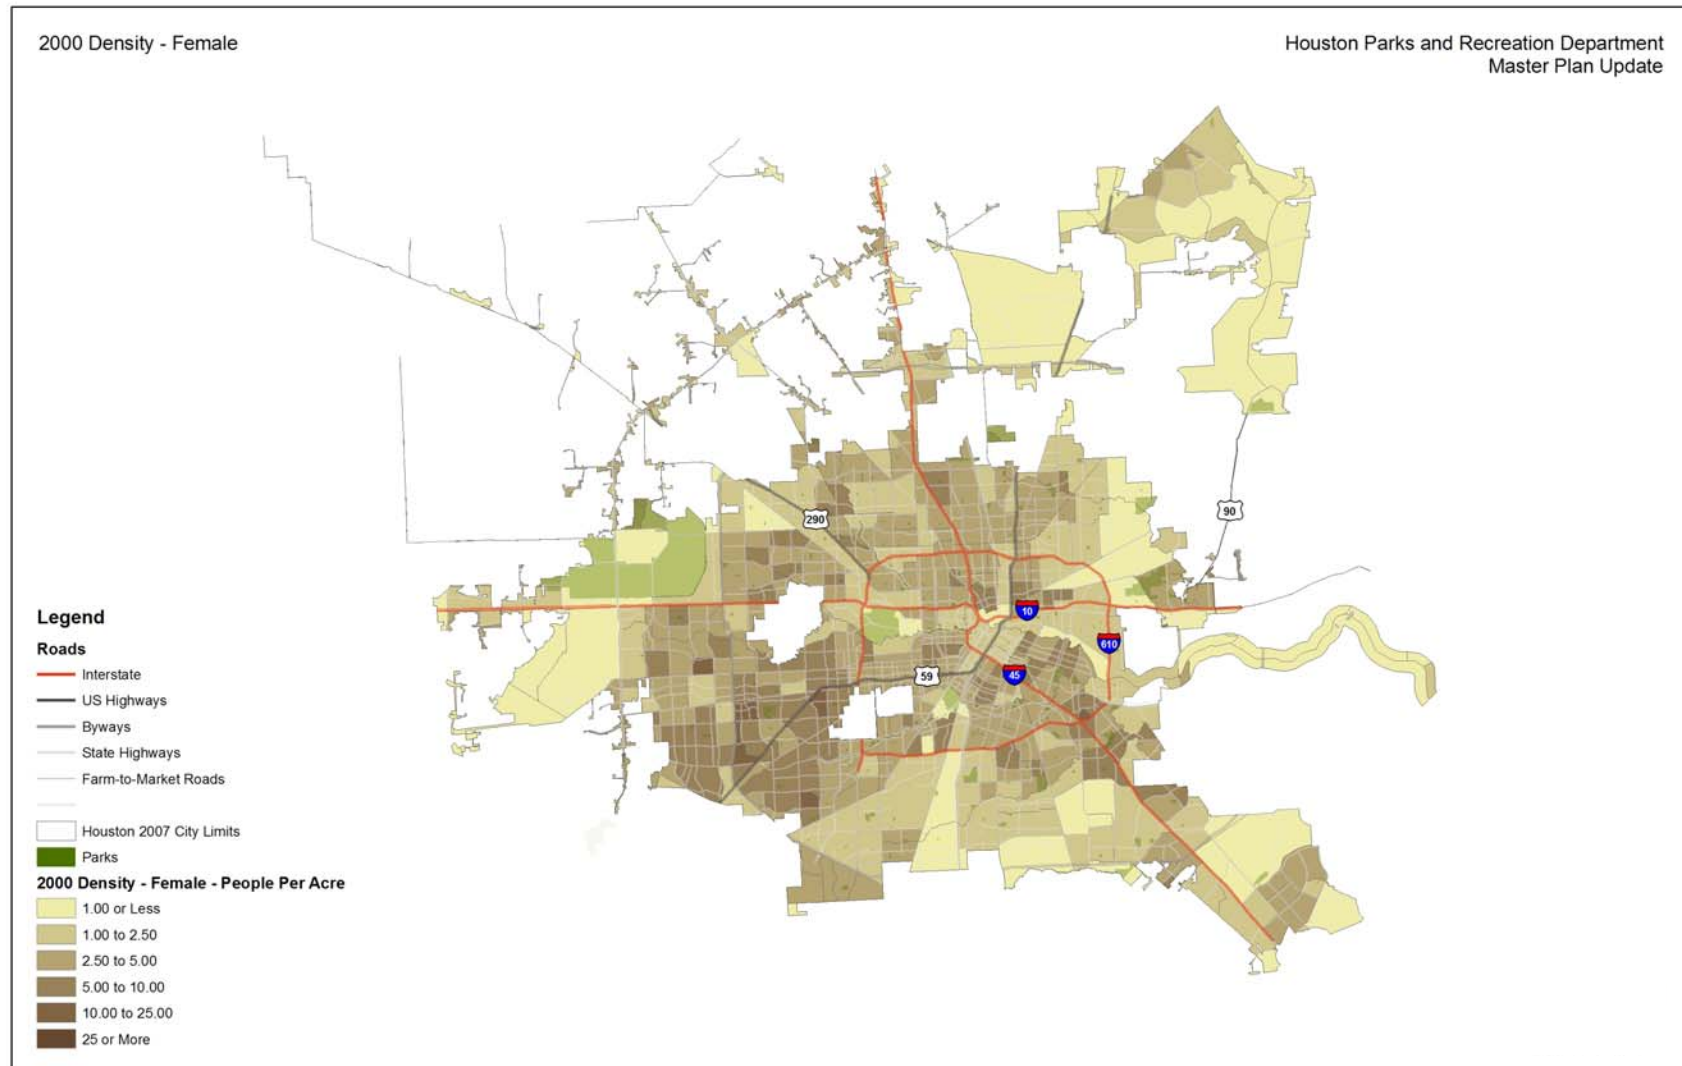 2000 Density - Female
Houston Parks and Recreation Department
Master Plan Update
290
90
10
610
59
45
Legend
Roads
Interstate
US Highways
Byways
State Highways
Farm-to-Market Roads
Houston 2007 City Limits
Parks
2000 Density - Female - People Per Acre
1.00 or Less
1.00 to 2.50
2.50 to 5.00
5.00 to 10.00
10.00 to 25.00
25 or More